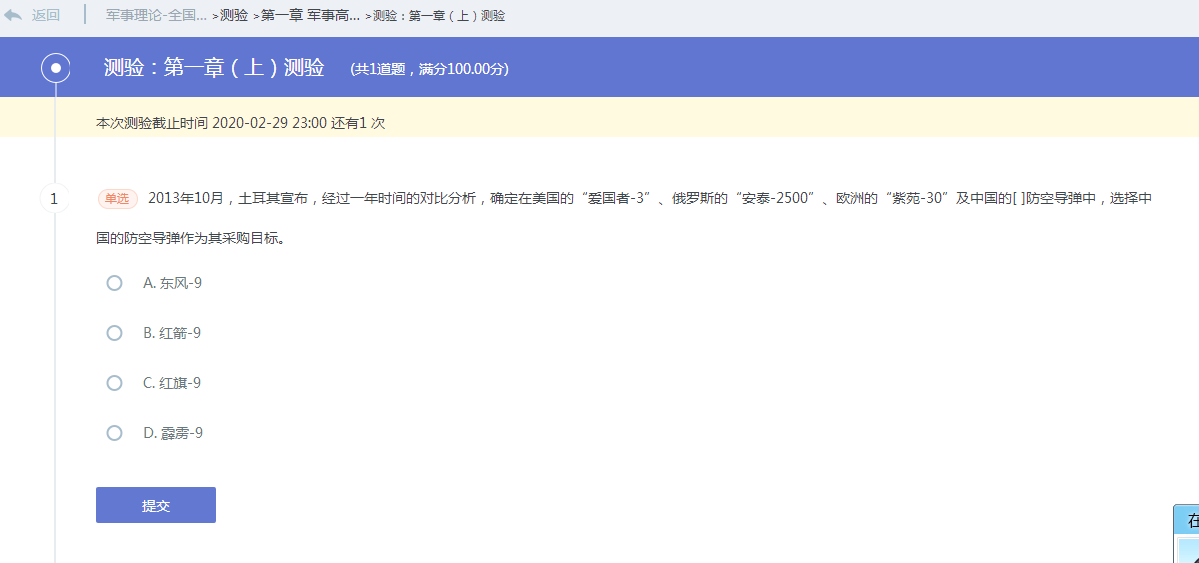 返回 军事理论-全国... >测验 >第一章 军事高... >测验：第一章（上）测验
测验：第一章（上）测验 (共1道题，满分100.00分)
本次测验截止时间 2020-02-29 23:00 还有1 次
1 单选 2013年10月，土耳其宣布，经过一年时间的对比分析，确定在美国的“爱国者-3”、俄罗斯的“安泰-2500”、欧洲的“紫苑-30”及中国的[ ]防空导弹中，选择中
国的防空导弹作为其采购目标。
A. 东风-9
B. 红箭-9
C. 红旗-9
D. 霹雳-9
提交
在